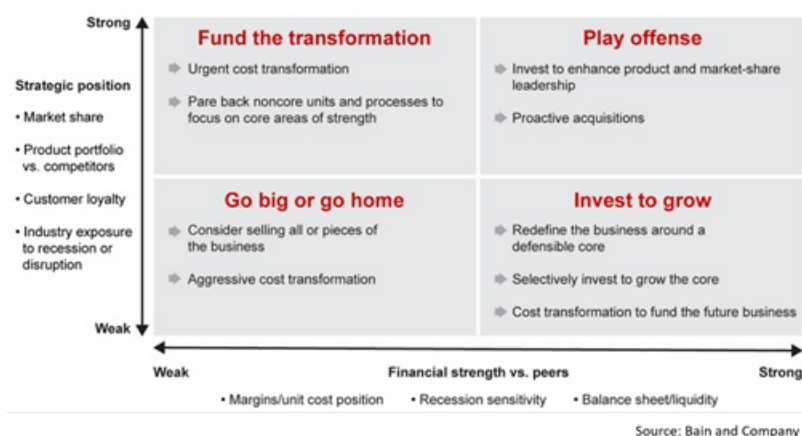 Strong
Strategic position
• Market share
• Product portfolio
vs. competitors
• Customer loyalty
• Industry exposure
to recession or
disruption
Weak
Fund the transformation
Urgent cost transformation
Pare back noncore units and processes to
focus on core areas of strength
Play offense
Invest to enhance product and market-share
leadership
Proactive acquisitions
Go big or go home
Consider selling all or pieces of
the business
Aggressive cost transformation
Invest to grow
Redefine the business around a
defensible core
Selectively invest to grow the core
Cost transformation to fund the future business
Weak
Financial strength vs. peers
Strong
• Margins/unit cost position
• Recession sensitivity
• Balance sheet/liquidity
Source: Bain and Company